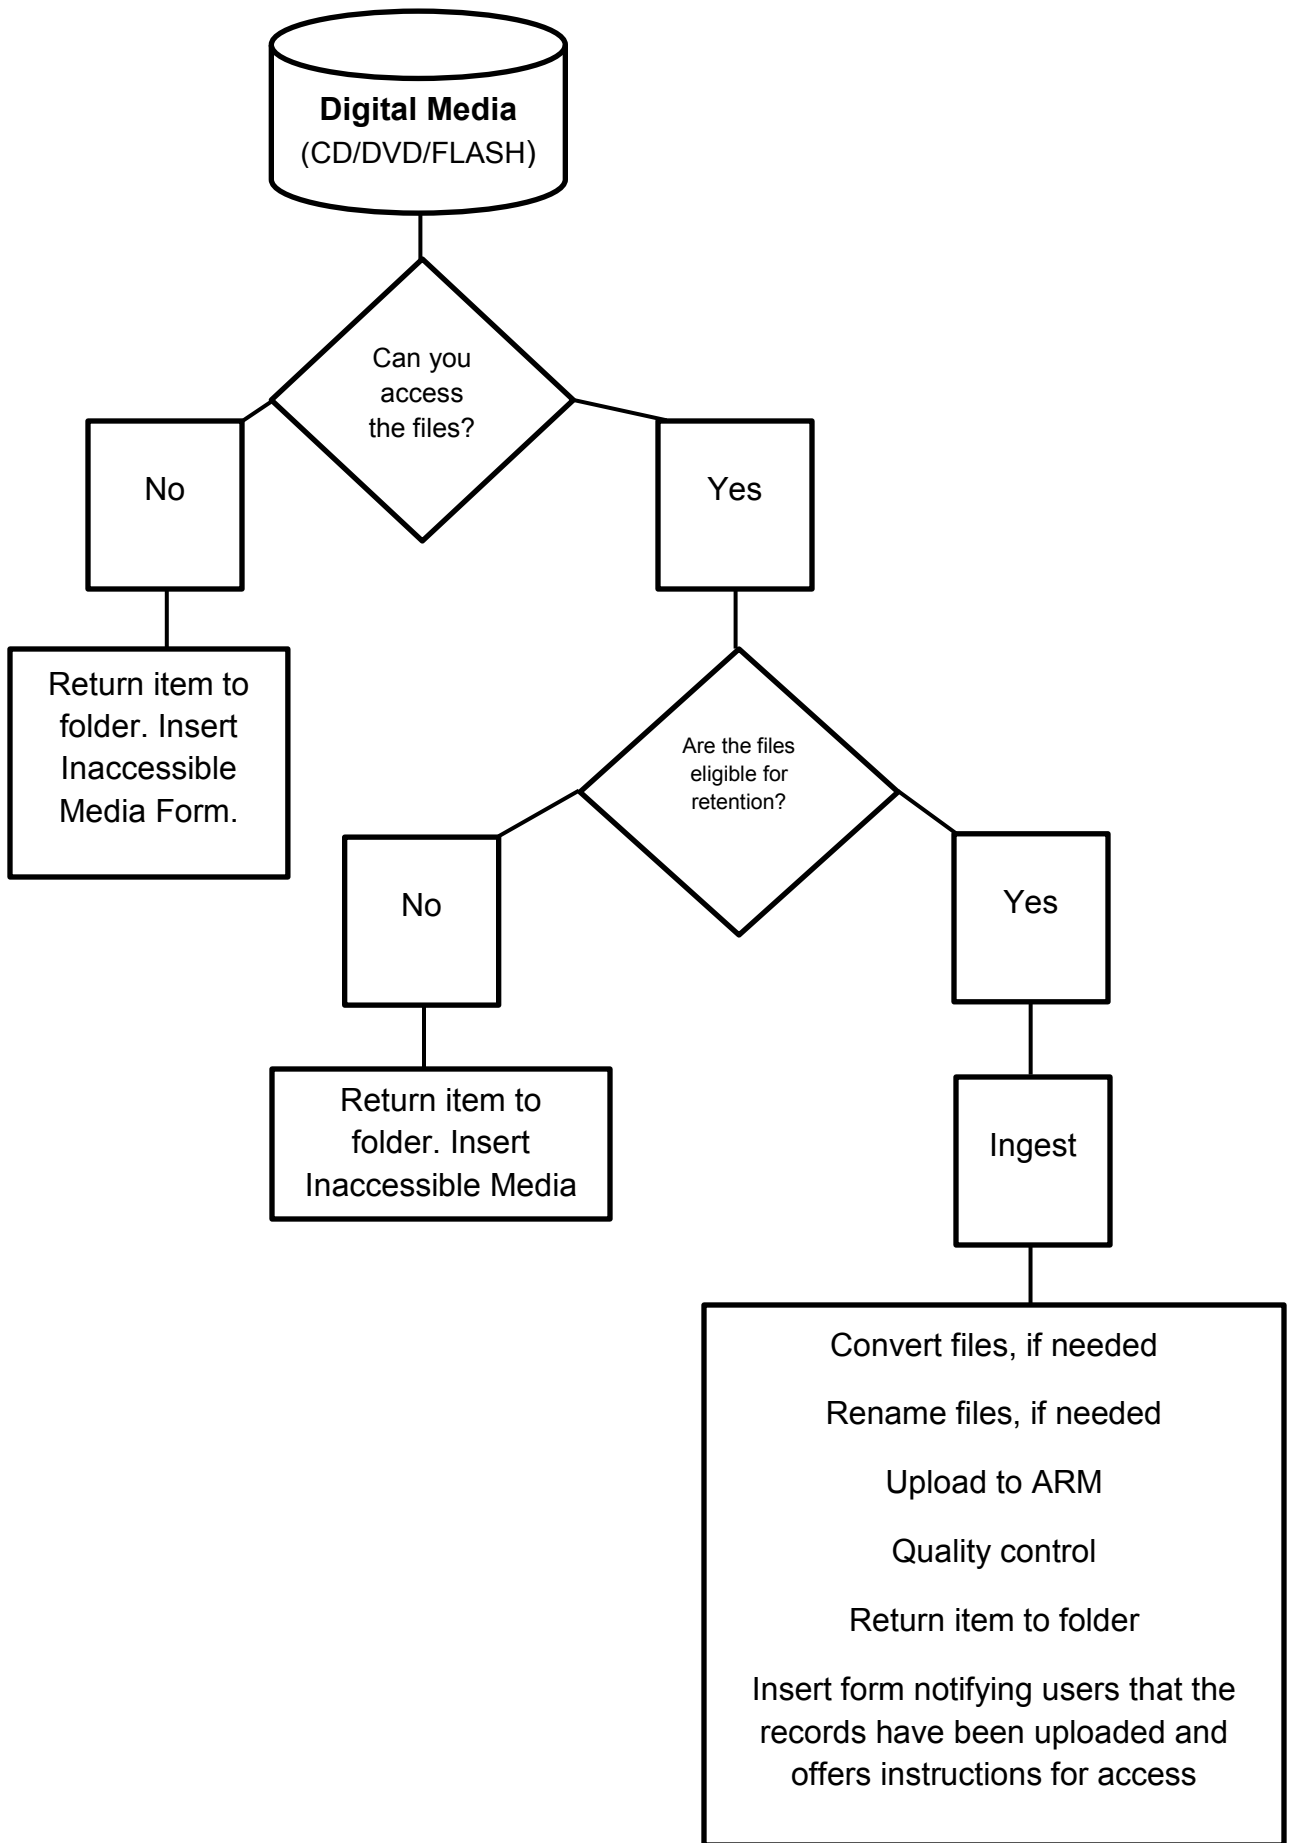 Digital Media
(CD/DVD/FLASH)
Can you
access
the files?
No
Yes
Return item to
folder. Insert
Inaccessible
Media Form.
Are the files
eligible for
retention?
No
Yes
Return item to
folder. Insert
Inaccessible Media
Ingest
Convert files, if needed
Rename files, if needed
Upload to ARM
Quality control
Return item to folder
Insert form notifying users that the
records have been uploaded and
offers instructions for access